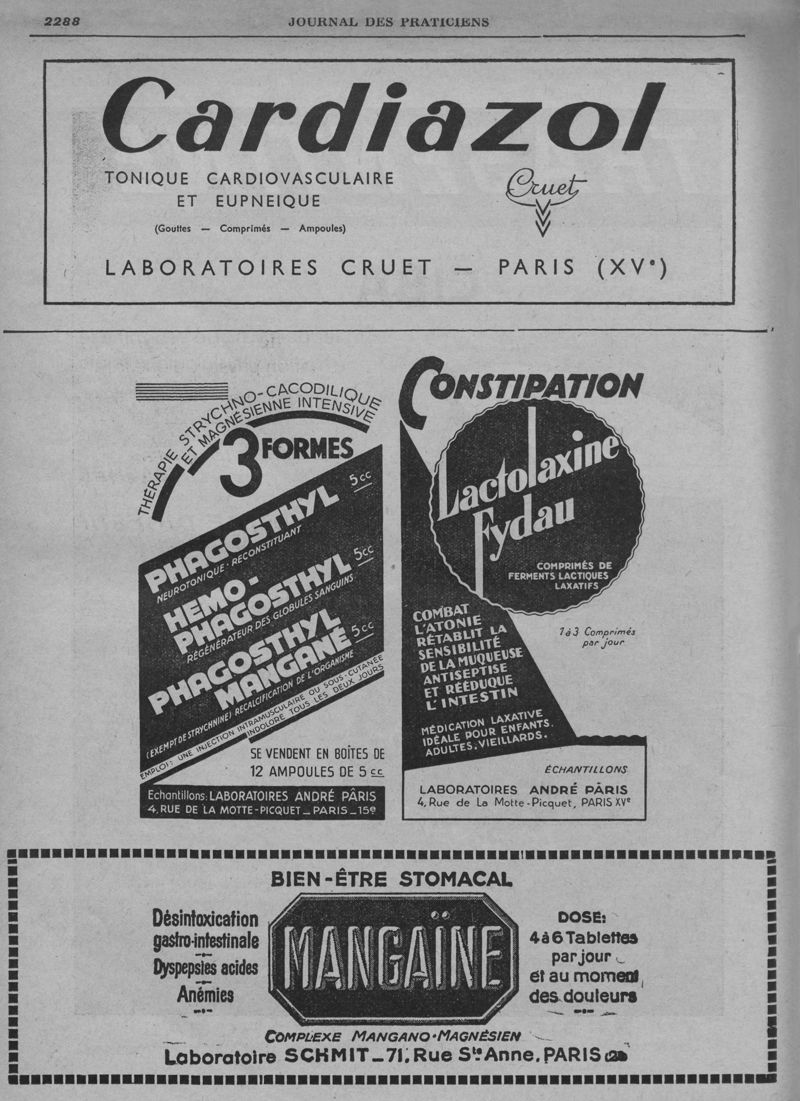 2288
JOURNAL DES PRATICIENS
Cardiazol
TONIQUE CARDIOVASCULAIRE
ET EUPNEIQUE
(Gouttes — Comprimés — Ampoules)
Cruet
LABORATOIRES CRUET — PARIS (XVe)
THÉRAPIE STRYCHNO-CACODILIQUE
ET MAGNÉSIENNE INTENSIVE
3 FORMES
PHAGOSTHYL 5cc
NEUROTONIQUE - RECONSTITUANT
HEMO-
PHAGOSTHYL 5cc
RÉGÉNÉRATEUR DES GLOBULES SANGUINS
PHAGOSTHYL
MANGANÉ 5cc
(EXEMPT DE STRYCHNINE) RECALCIFICATION DE L'ORGANISME
EMPLOI: UNE INJECTION INTRAMUSCULAIRE OU SOUS-CUTANÉE
INDOLORE TOUS LES DEUX JOURS
SE VENDENT EN BOÎTES DE
12 AMPOULES DE 5 cc
Echantillons: LABORATOIRES ANDRÉ PÂRIS
4, RUE DE LA MOTTE-PICQUET _ PARIS _ 15e
CONSTIPATION
Lactolaxine
Fydau
COMPRIMÉS DE
FERMENTS LACTIQUES
LAXATIFS
1 à 3 Comprimés
par jour
COMBAT
L'ATONIE
RÉTABLIT LA
SENSIBILITÉ
DE LA MUQUEUSE
ANTISEPTISE
ET RÉÉDUQUE
L'INTESTIN
MÉDICATION LAXATIVE
IDÉALE POUR ENFANTS,
ADULTES, VIEILLARDS.
ÉCHANTILLONS
LABORATOIRES ANDRÉ PÂRIS
4, Rue de La Motte-Picquet, PARIS XVe
BIEN-ÊTRE STOMACAL
Désintoxication
gastro-intestinale
Dyspepsies acides
Anémies
MANGAÏNE
DOSE:
4 à 6 Tablettes
par jour
et au moment
des douleurs
COMPLEXE MANGANO-MAGNÉSIEN
Laboratoire SCHMIT _ 71, Rue Ste Anne, PARIS